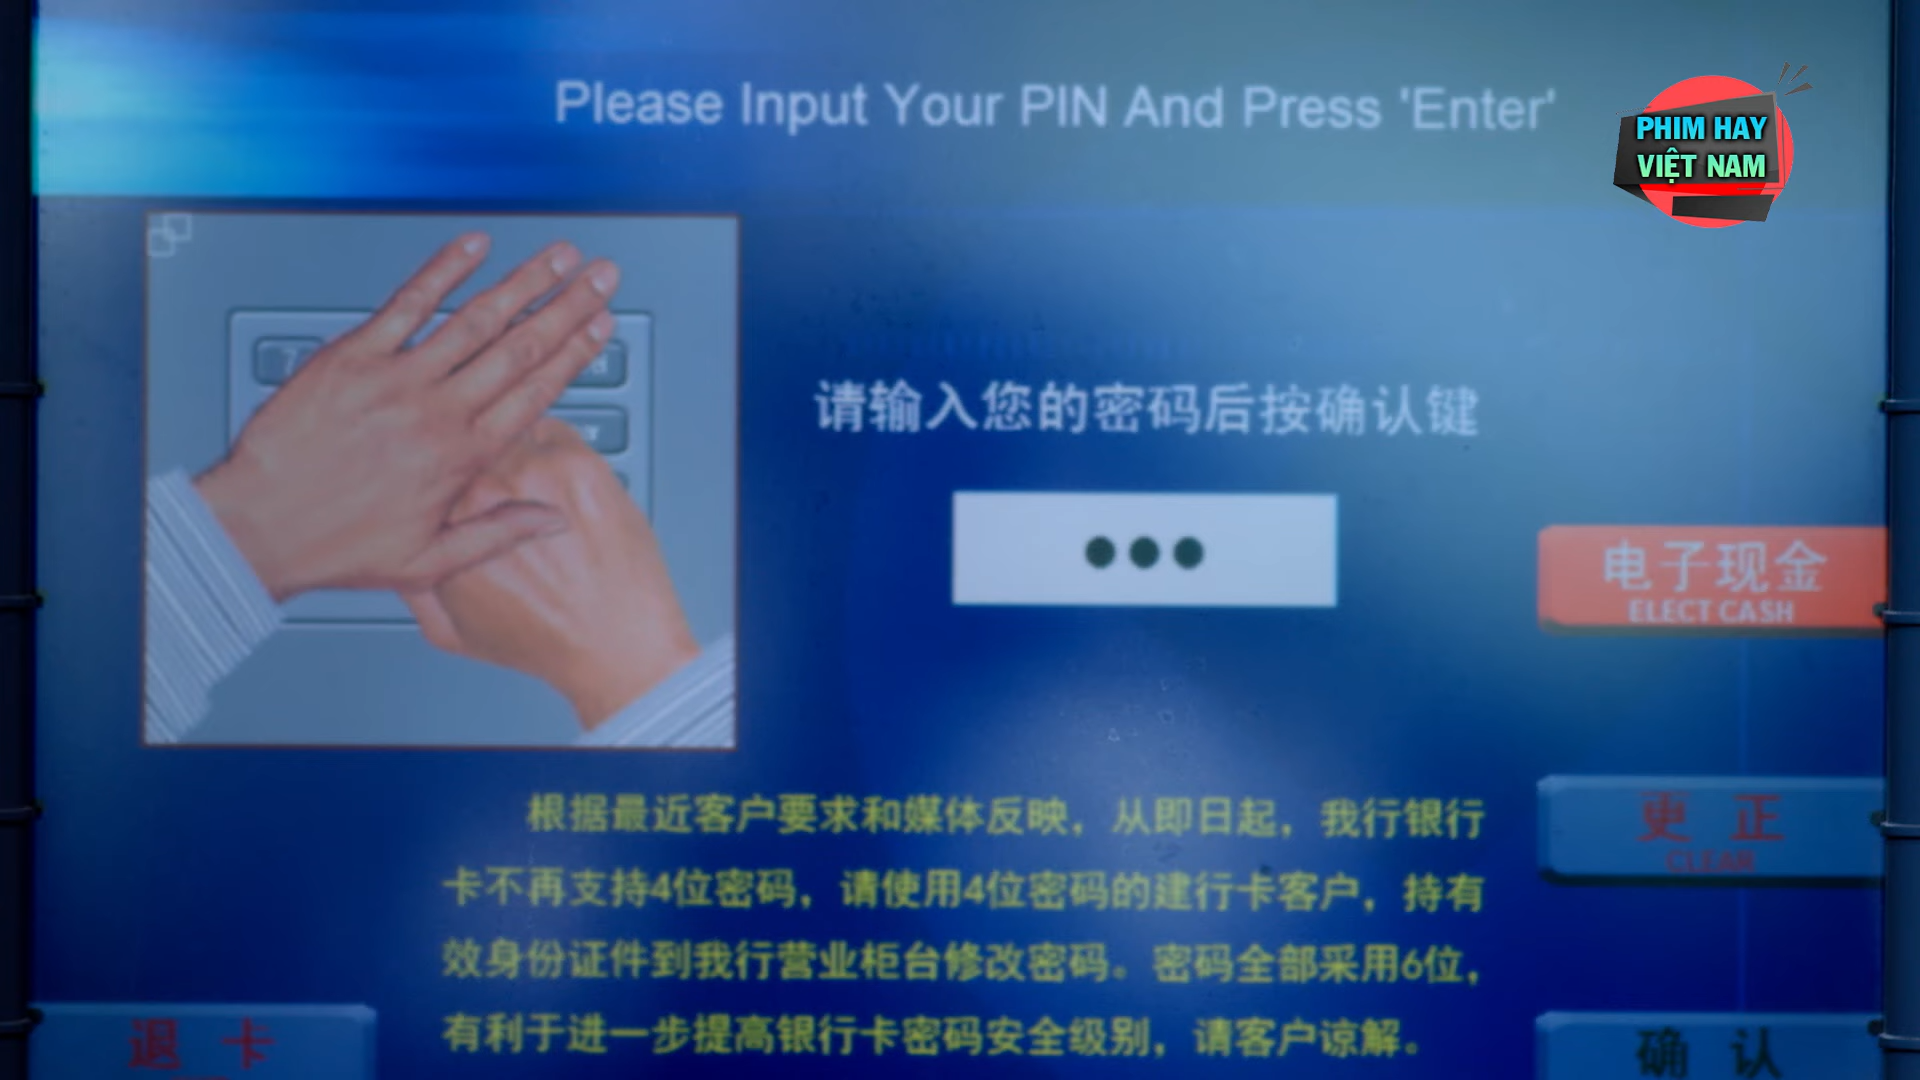 Please Input Your PIN And Press 'Enter'
PHIM HAY
VIỆT NAM
请输入您的密码后按确认键
电子现金
ELECT CASH
根据最近客户要求和媒体反映，从即日起，我行银行
卡不再支持4位密码，请使用4位密码的建行卡客户，持有
效身份证件到我行营业柜台修改密码。密码全部采用6位，
有利于进一步提高银行卡密码安全级别，请客户谅解。
更 正
CLEAR
退 卡
确 认